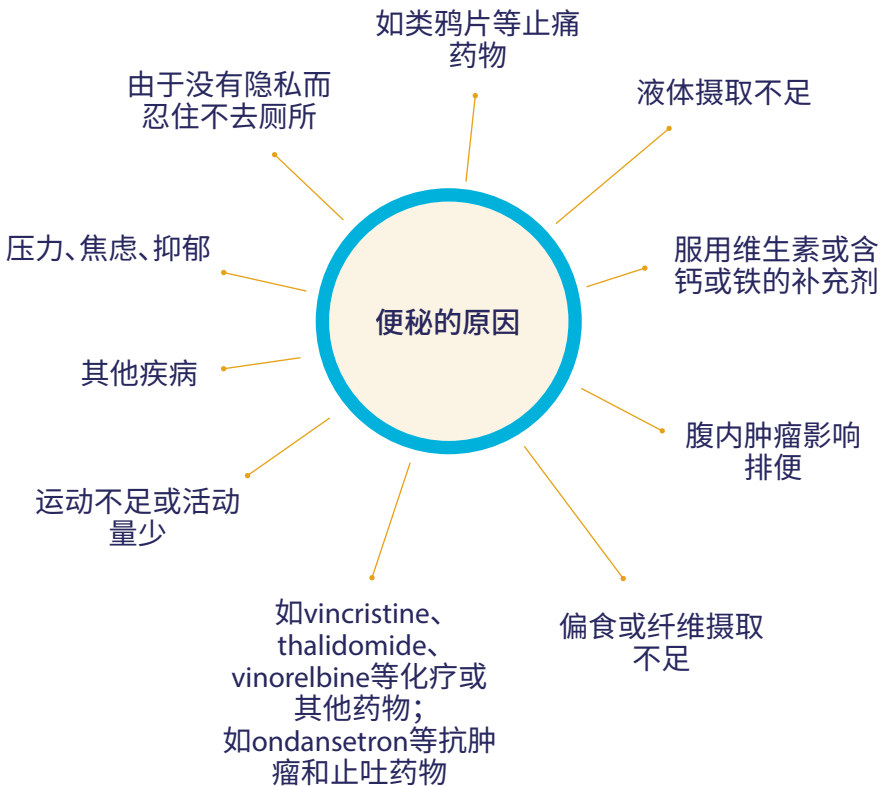 如类鸦片等止痛
药物
由于没有隐私而
忍住不去厕所
液体摄取不足
压力、焦虑、抑郁
服用维生素或含
钙或铁的补充剂
便秘的原因
其他疾病
腹内肿瘤影响
排便
运动不足或活动
量少
如vincristine、
thalidomide、
vinorelbine等化疗或
其他药物；
如ondansetron等抗肿
瘤和止吐药物
偏食或纤维摄取
不足